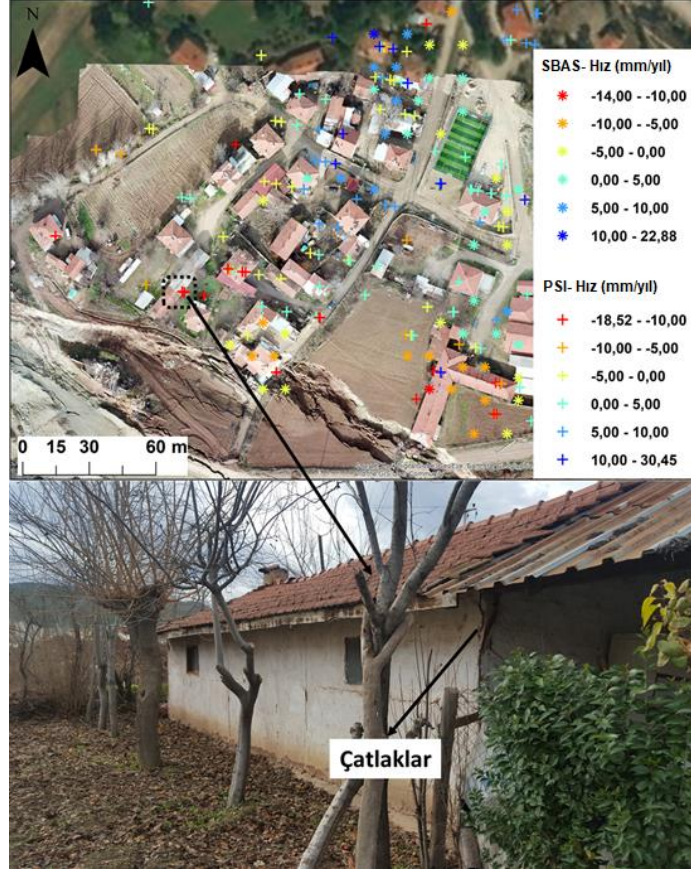 N
SBAS- Hız (mm/yıl)
-14,00 - -10,00
-10,00 - -5,00
-5,00 - 0,00
0,00 - 5,00
5,00 - 10,00
10,00 - 22,88
PSI- Hız (mm/yıl)
-18,52 - -10,00
-10,00 - -5,00
-5,00 - 0,00
0,00 - 5,00
5,00 - 10,00
10,00 - 30,45
0 15 30 60 m
Çatlaklar